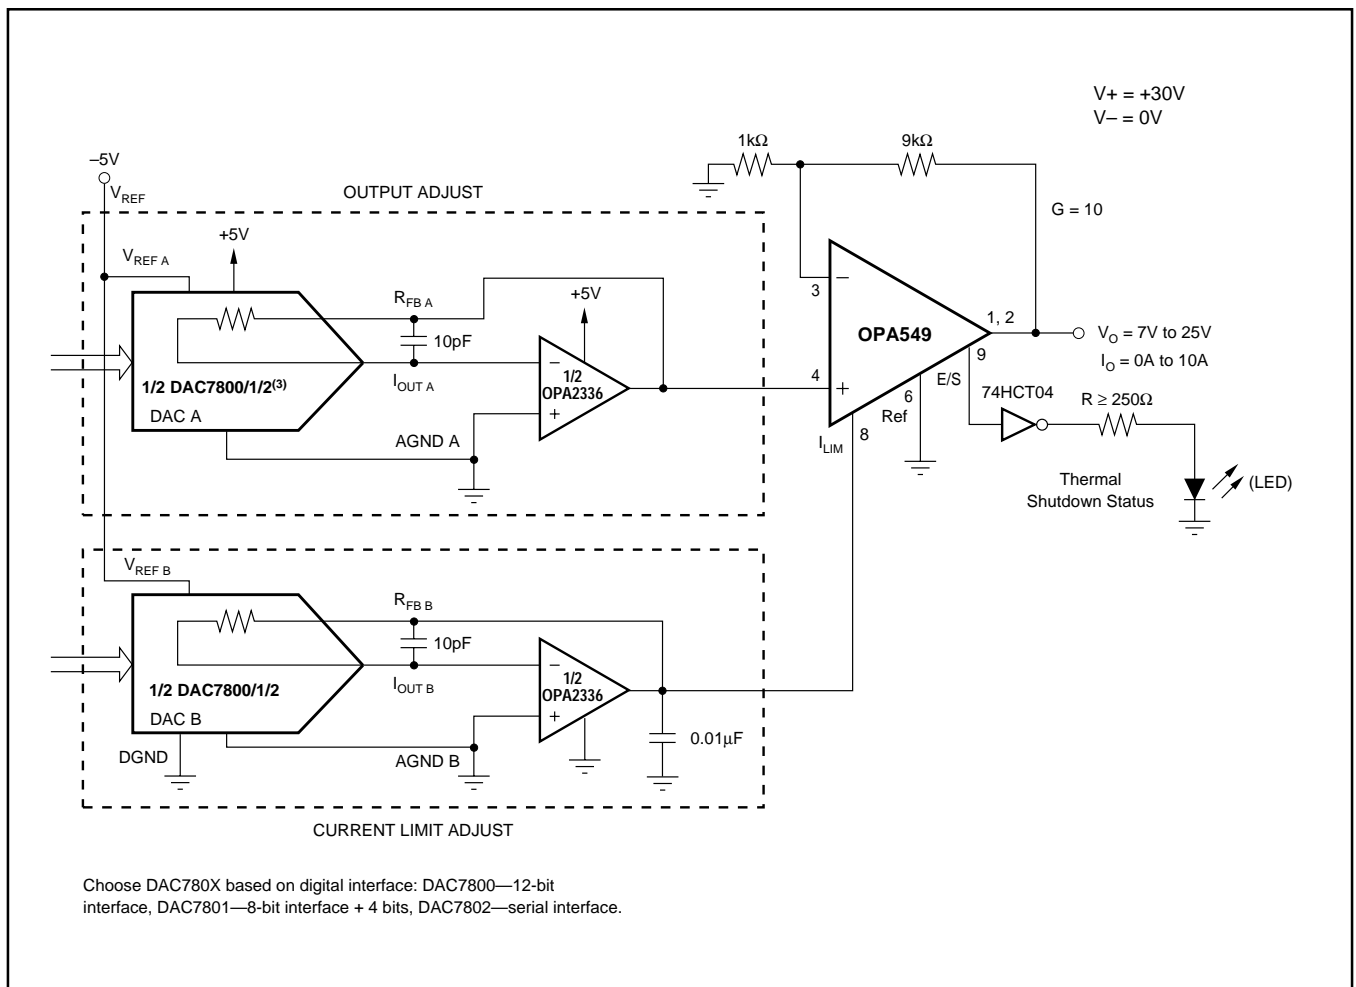 V+ = +30V
V– = 0V
1kΩ
9kΩ
G = 10
–5V
VREF
OUTPUT ADJUST
VREF A
+5V
RFB A
10pF
IOUT A
1/2 DAC7800/1/2(3)
DAC A
AGND A
+5V
–
1/2
OPA2336
+
–
3
OPA549
4
+
1, 2
9
E/S
6
Ref
8
ILIM
VO = 7V to 25V
IO = 0A to 10A
74HCT04
R ≥ 250Ω
Thermal
Shutdown Status
(LED)
VREF B
RFB B
10pF
IOUT B
1/2 DAC7800/1/2
DAC B
DGND
AGND B
–
1/2
OPA2336
+
0.01µF
CURRENT LIMIT ADJUST
Choose DAC780X based on digital interface: DAC7800—12-bit
interface, DAC7801—8-bit interface + 4 bits, DAC7802—serial interface.